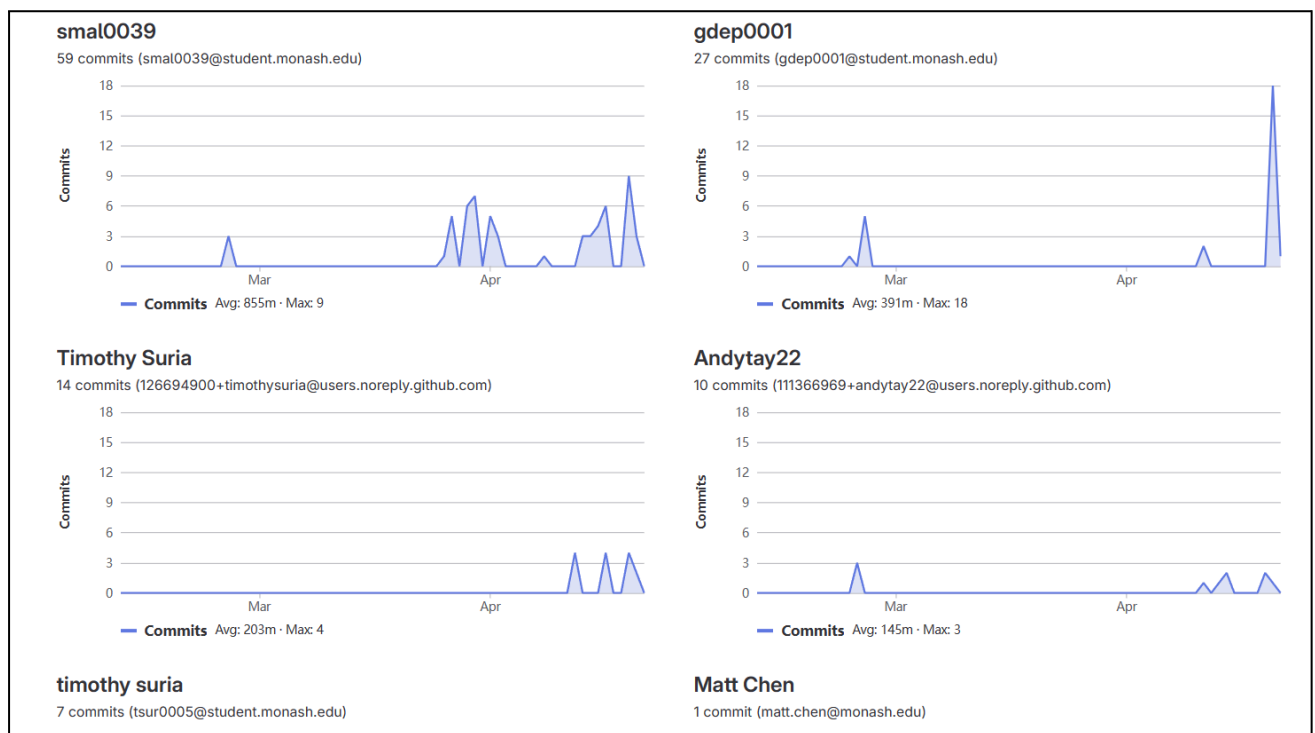 smal0039
59 commits (smal0039@student.monash.edu)
18
15
12
9
6
3
0
Commits
Mar
Apr
Commits Avg: 855m · Max: 9
gdep0001
27 commits (gdep0001@student.monash.edu)
18
15
12
9
6
3
0
Commits
Mar
Apr
Commits Avg: 391m · Max: 18
Timothy Suria
14 commits (126694900+timothysuria@users.noreply.github.com)
18
15
12
9
6
3
0
Commits
Mar
Apr
Commits Avg: 203m · Max: 4
Andytay22
10 commits (111366969+andytay22@users.noreply.github.com)
18
15
12
9
6
3
0
Commits
Mar
Apr
Commits Avg: 145m · Max: 3
timothy suria
7 commits (tsur0005@student.monash.edu)
Matt Chen
1 commit (matt.chen@monash.edu)